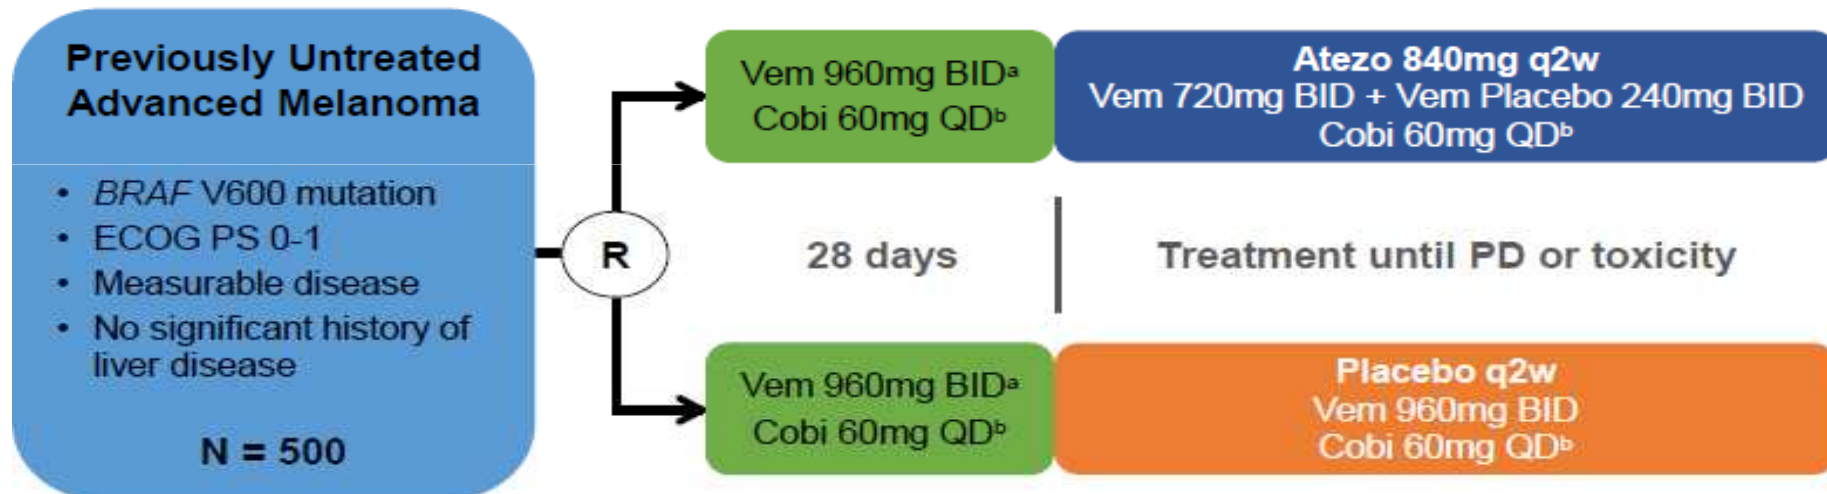 Previously Untreated
Advanced Melanoma
• BRAF V600 mutation
• ECOG PS 0-1
• Measurable disease
• No significant history of
liver disease
N = 500
R
Vem 960mg BIDᵃ
Cobi 60mg QDᵇ
Atezo 840mg q2w
Vem 720mg BID + Vem Placebo 240mg BID
Cobi 60mg QDᵇ
28 days
Treatment until PD or toxicity
Vem 960mg BIDᵃ
Cobi 60mg QDᵇ
Placebo q2w
Vem 960mg BID
Cobi 60mg QDᵇ